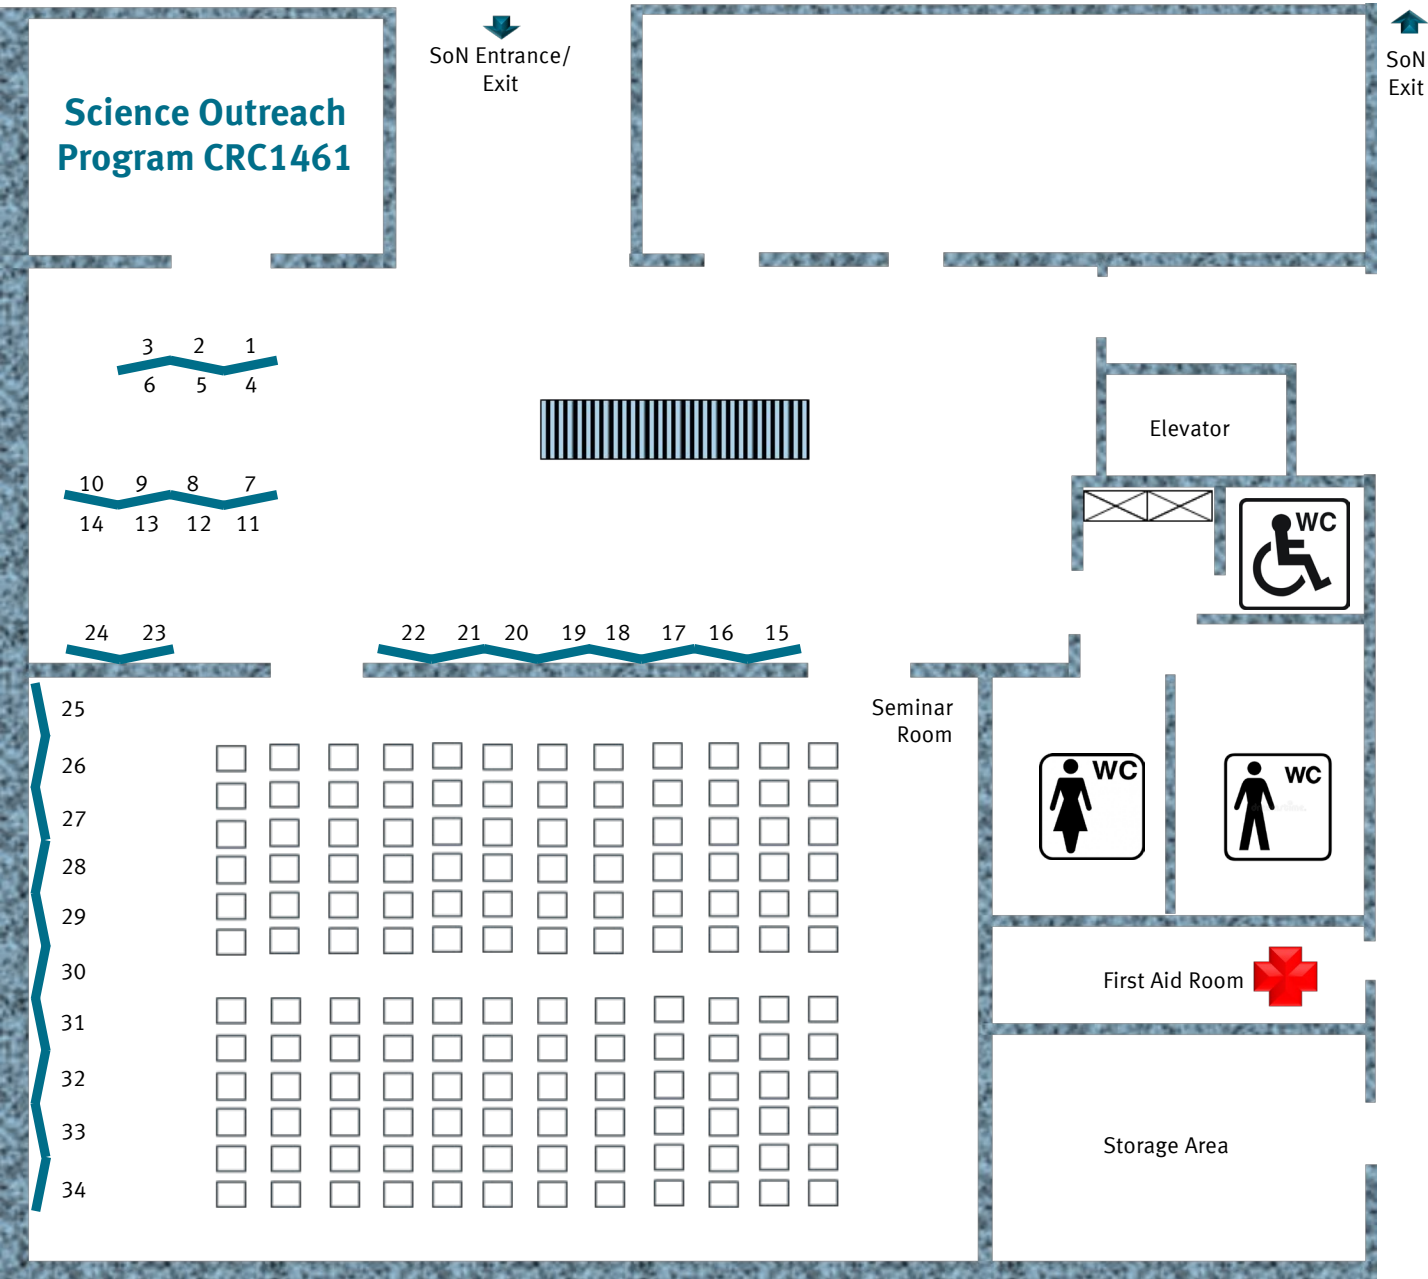 SoN Entrance/
Exit
SoN
Exit
Science Outreach
Program CRC1461
3 2 1
6 5 4
Elevator
10 9 8 7
14 13 12 11
WC
24 23 22 21 20 19 18 17 16 15
25
Seminar
Room
26
WC
WC
27
28
29
30
First Aid Room
31
32
33
Storage Area
34